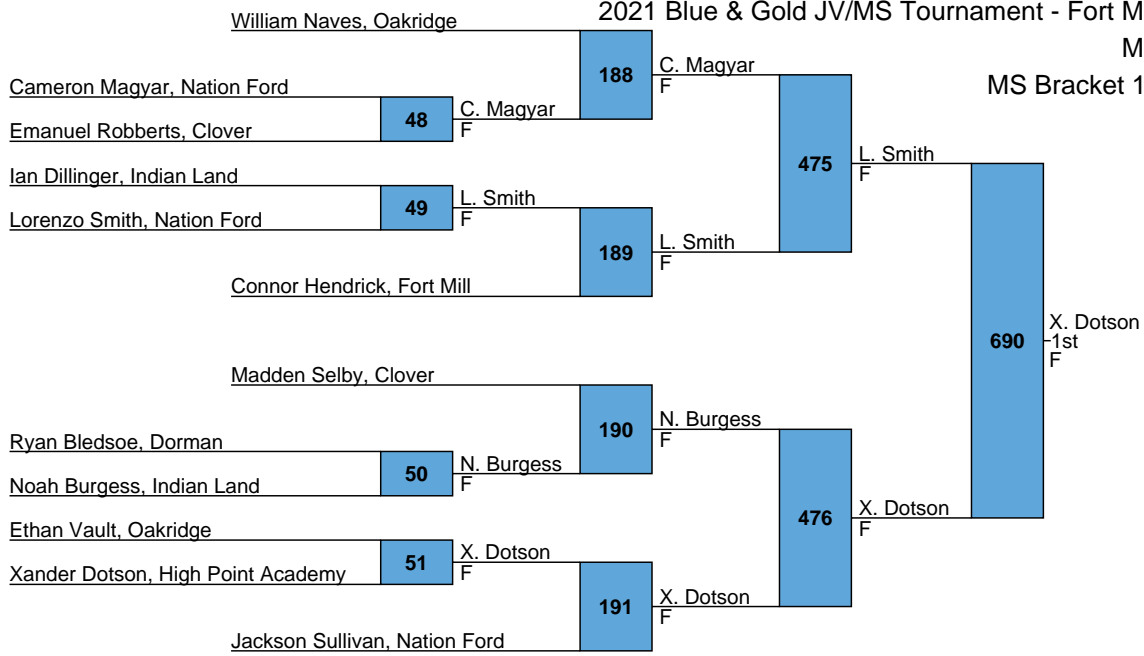 2021 Blue & Gold JV/MS Tournament - Fort M
M
MS Bracket 1
William Naves, Oakridge
188
C. Magyar
F
Cameron Magyar, Nation Ford
48
C. Magyar
F
Emanuel Robberts, Clover
475
L. Smith
F
Ian Dillinger, Indian Land
49
L. Smith
F
Lorenzo Smith, Nation Ford
189
L. Smith
F
Connor Hendrick, Fort Mill
690
X. Dotson
1st
F
Madden Selby, Clover
190
N. Burgess
F
Ryan Bledsoe, Dorman
50
N. Burgess
F
Noah Burgess, Indian Land
476
X. Dotson
F
Ethan Vault, Oakridge
51
X. Dotson
F
Xander Dotson, High Point Academy
191
X. Dotson
F
Jackson Sullivan, Nation Ford